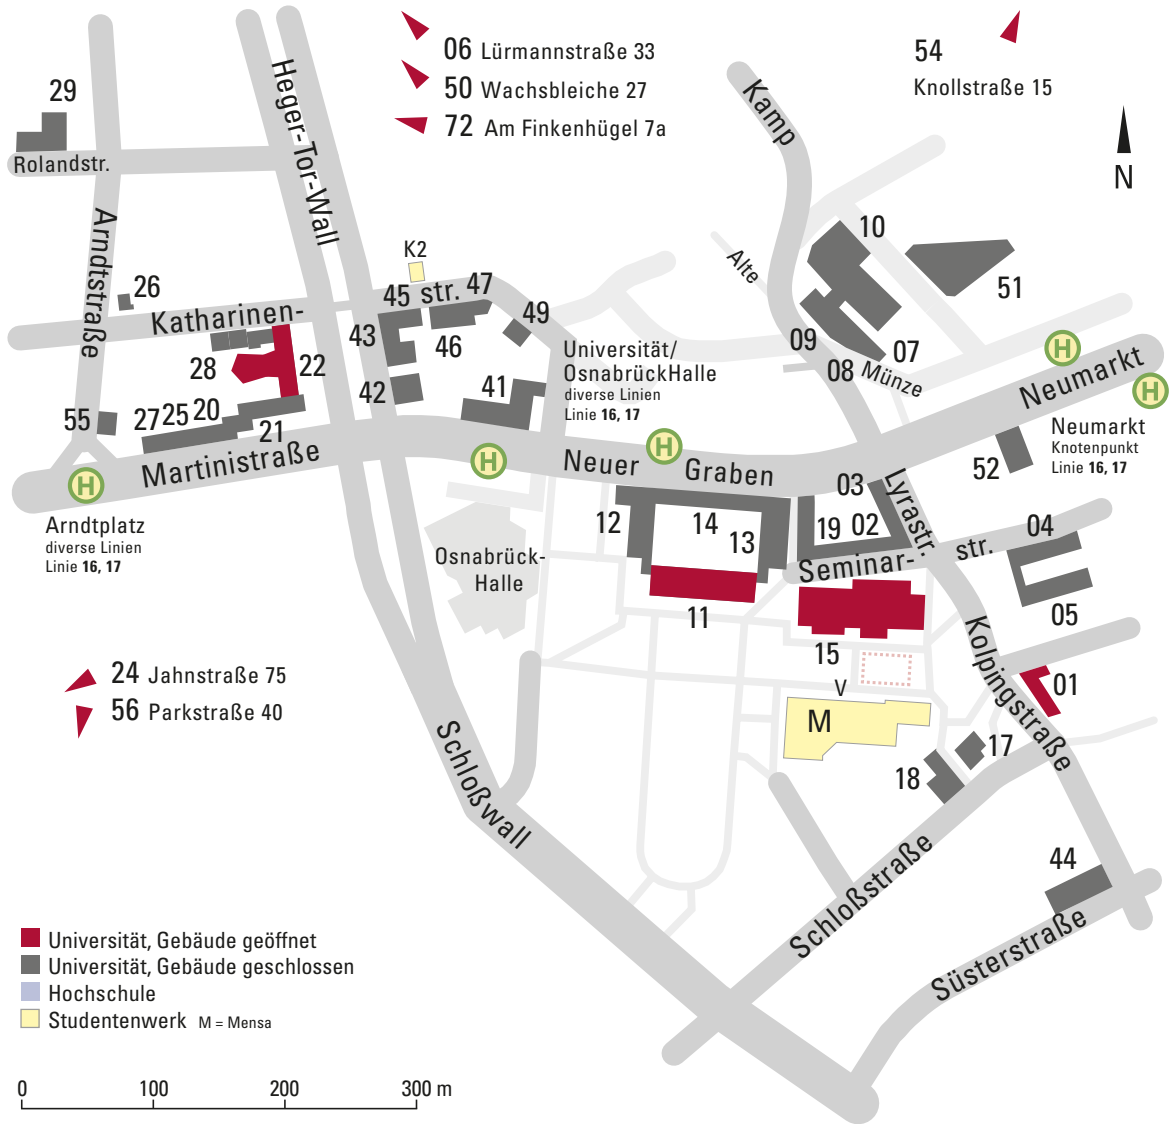 06 Lürmannstraße 33
50 Wachsbleiche 27
72 Am Finkenhügel 7a
54
Knollstraße 15
N
29
Rolandstr.
Heger-Tor-Wall
Kamp
Arndtstraße
10
51
Alte
K2
26
Katharinen-
str.
45
47
49
43
46
28
22
42
41
09
08
07
Münze
H
Neumarkt
H
Universität/
OsnabrückHalle
diverse Linien
Linie 16, 17
55
27
25
20
21
Martinistraße
H
Arndtplatz
diverse Linien
Linie 16, 17
H
Neuer
H
Graben
Neumarkt
Knotenpunkt
Linie 16, 17
52
03
Lyrastr.
12
14
13
19
02
Seminar-
str.
04
05
Osnabrück-
Halle
11
15
Kolpingstraße
01
24 Jahnstraße 75
56 Parkstraße 40
V
M
17
18
Schloßwall
Schloßstraße
44
Süsterstraße
Universität, Gebäude geöffnet
Universität, Gebäude geschlossen
Hochschule
Studentenwerk M = Mensa
0 100 200 300 m